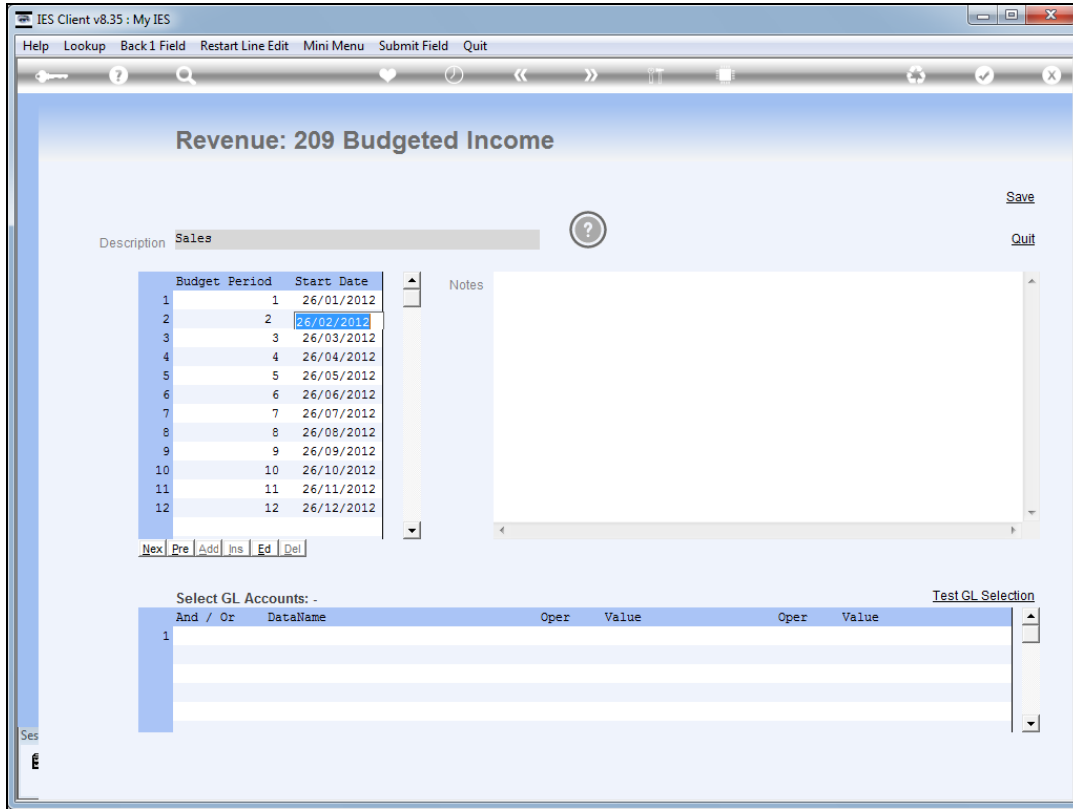 IES Client v8.35 : My IES
Help Lookup Back 1 Field Restart Line Edit Mini Menu Submit Field Quit
Revenue: 209 Budgeted Income
Save
Description Sales ? Quit
Budget Period Start Date Notes
1 1 26/01/2012
2 2 26/02/2012
3 3 26/03/2012
4 4 26/04/2012
5 5 26/05/2012
6 6 26/06/2012
7 7 26/07/2012
8 8 26/08/2012
9 9 26/09/2012
10 10 26/10/2012
11 11 26/11/2012
12 12 26/12/2012
Nex Pre Add Ins Ed Del
Select GL Accounts: - Test GL Selection
And / Or DataName Oper Value Oper Value
1
Ses